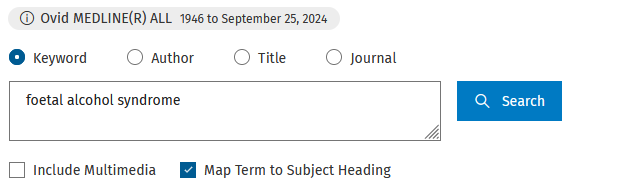 Ovid MEDLINE(R) ALL 1946 to September 25, 2024
Keyword Author Title Journal
foetal alcohol syndrome
Search
Include Multimedia Map Term to Subject Heading